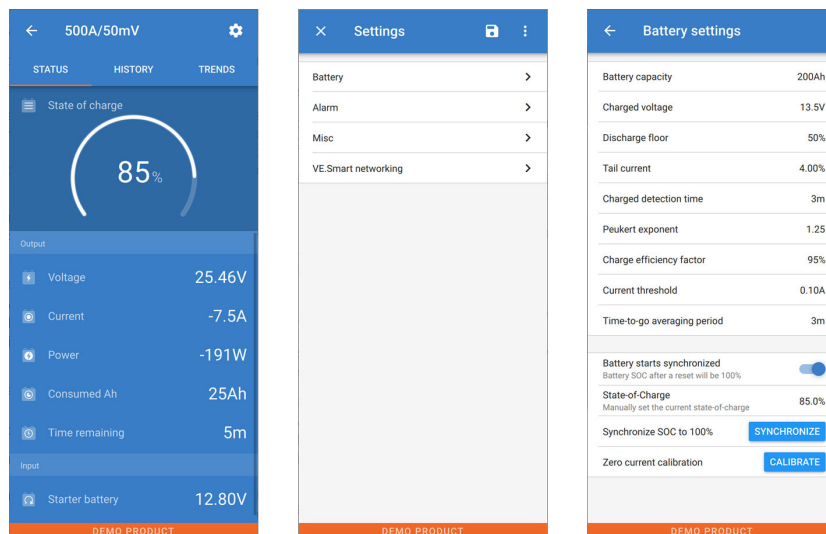 500A/50mV
STATUS HISTORY TRENDS
State of charge
85%
Output
Voltage 25.46V
Current -7.5A
Power -191W
Consumed Ah 25Ah
Time remaining 5m
Input
Starter battery 12.80V
DEMO PRODUCT
Settings
Battery
Alarm
Misc
VE.Smart networking
DEMO PRODUCT
Battery settings
Battery capacity 200Ah
Charged voltage 13.5V
Discharge floor 50%
Tail current 4.00%
Charged detection time 3m
Peukert exponent 1.25
Charge efficiency factor 95%
Current threshold 0.10A
Time-to-go averaging period 3m
Battery starts synchronized
Battery SOC after a reset will be 100%
State-of-Charge 85.0%
Manually set the current state-of-charge
Synchronize SOC to 100% SYNCHRONIZE
Zero current calibration CALIBRATE
DEMO PRODUCT